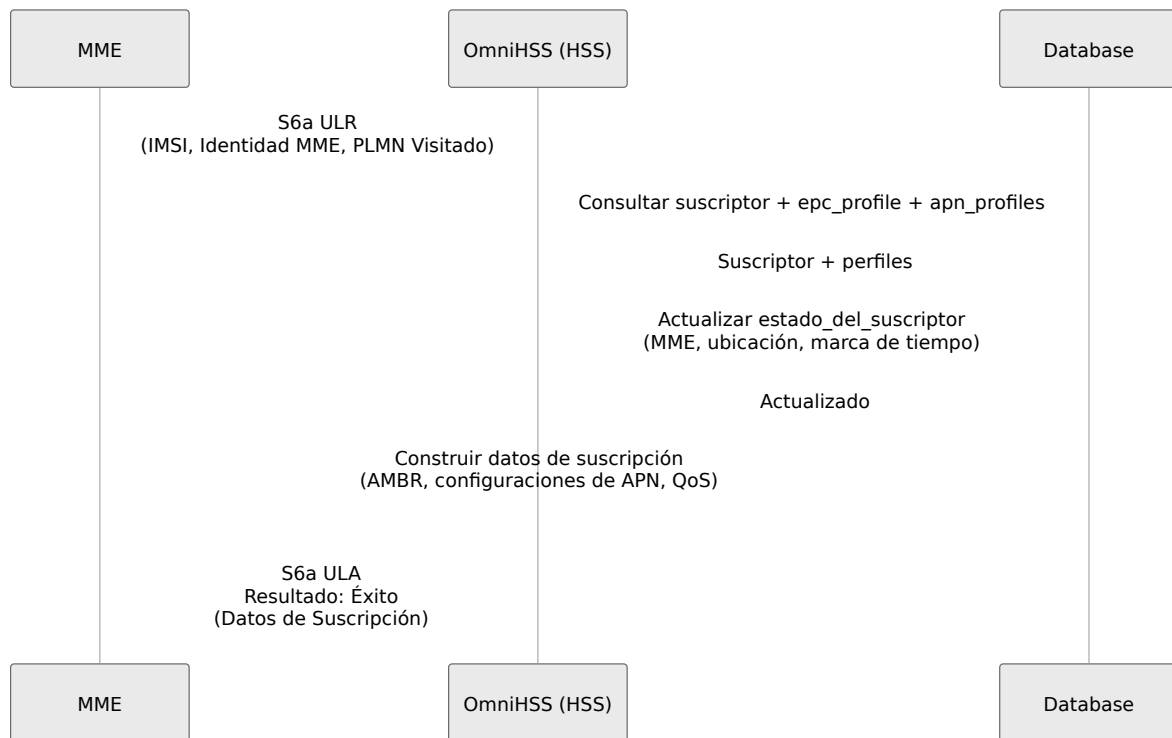 MME
OmniHSS (HSS)
Database
S6a ULR
(IMSI, Identidad MME, PLMN Visitado)
Consultar suscriptor + epc_profile + apn_profiles
Suscriptor + perfiles
Actualizar estado_del_suscriptor
(MME, ubicación, marca de tiempo)
Actualizado
Construir datos de suscripción
(AMBR, configuraciones de APN, QoS)
S6a ULA
Resultado: Éxito
(Datos de Suscripción)
MME
OmniHSS (HSS)
Database